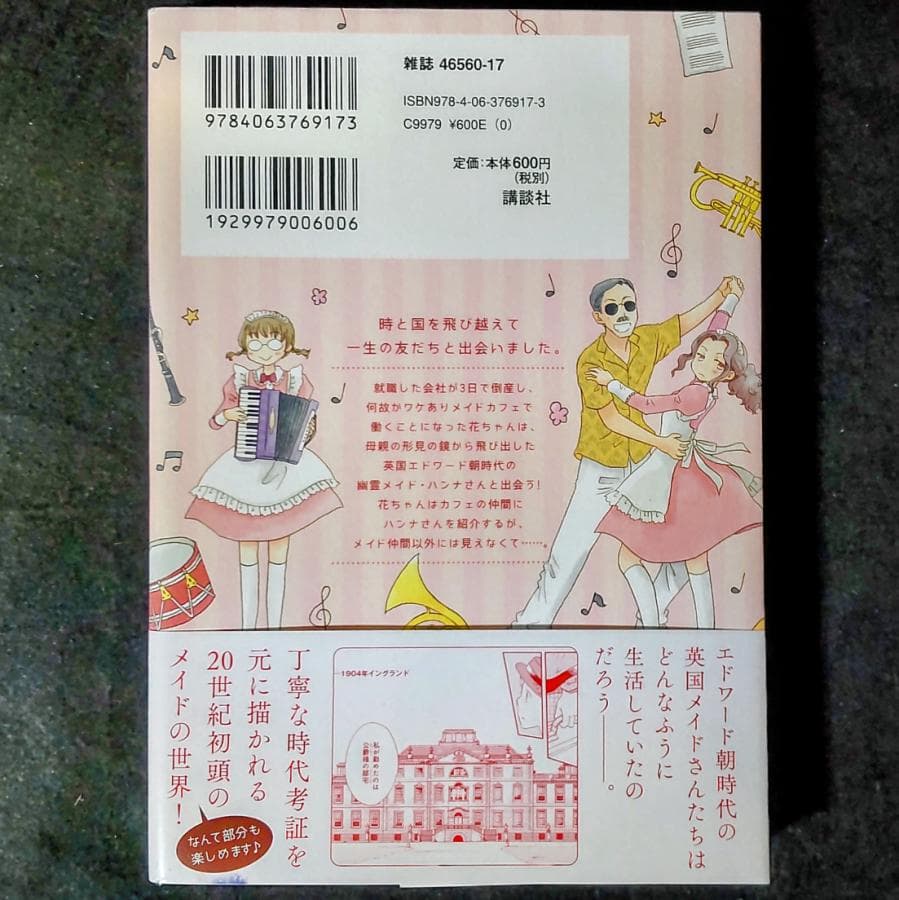 雑誌 46560-17
ISBN978-4-06-376917-3
C9979 ¥600E (0)
9784063769173
定価:本体600円
(税別)
講談社
1929979006006
時と国を飛び越えて
一生の友だちと出会いました。
就職した会社が3日で倒産し、
何故かワケありメイドカフェで
働くことになった花ちゃんは、
母親の形見の鏡から飛び出した
英国エドワード朝時代の
幽霊メイド・ハンナさんと出会う!
花ちゃんはカフェの仲間に
ハンナさんを紹介するが、
メイド仲間以外には見えなくて……。
エドワード朝時代の
英国メイドさんたちは
どんなふうに
生活していたの
だろう――。
―1904年イングランド
私が勤めたのは
公爵様の邸宅
丁寧な時代考証を
元に描かれる
20世紀初頭の
メイドの世界!
なんて部分も
楽しめます♪